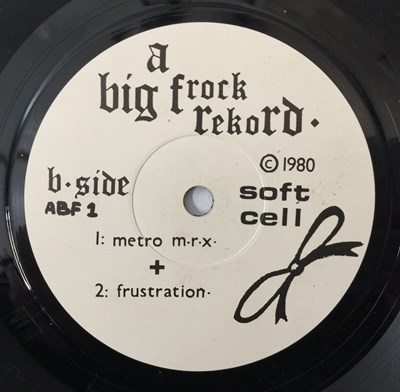 a
big frock
rekord.
© 1980
b·side
ABF 1
soft
cell
1: metro m·r·x·
+
2: frustration·